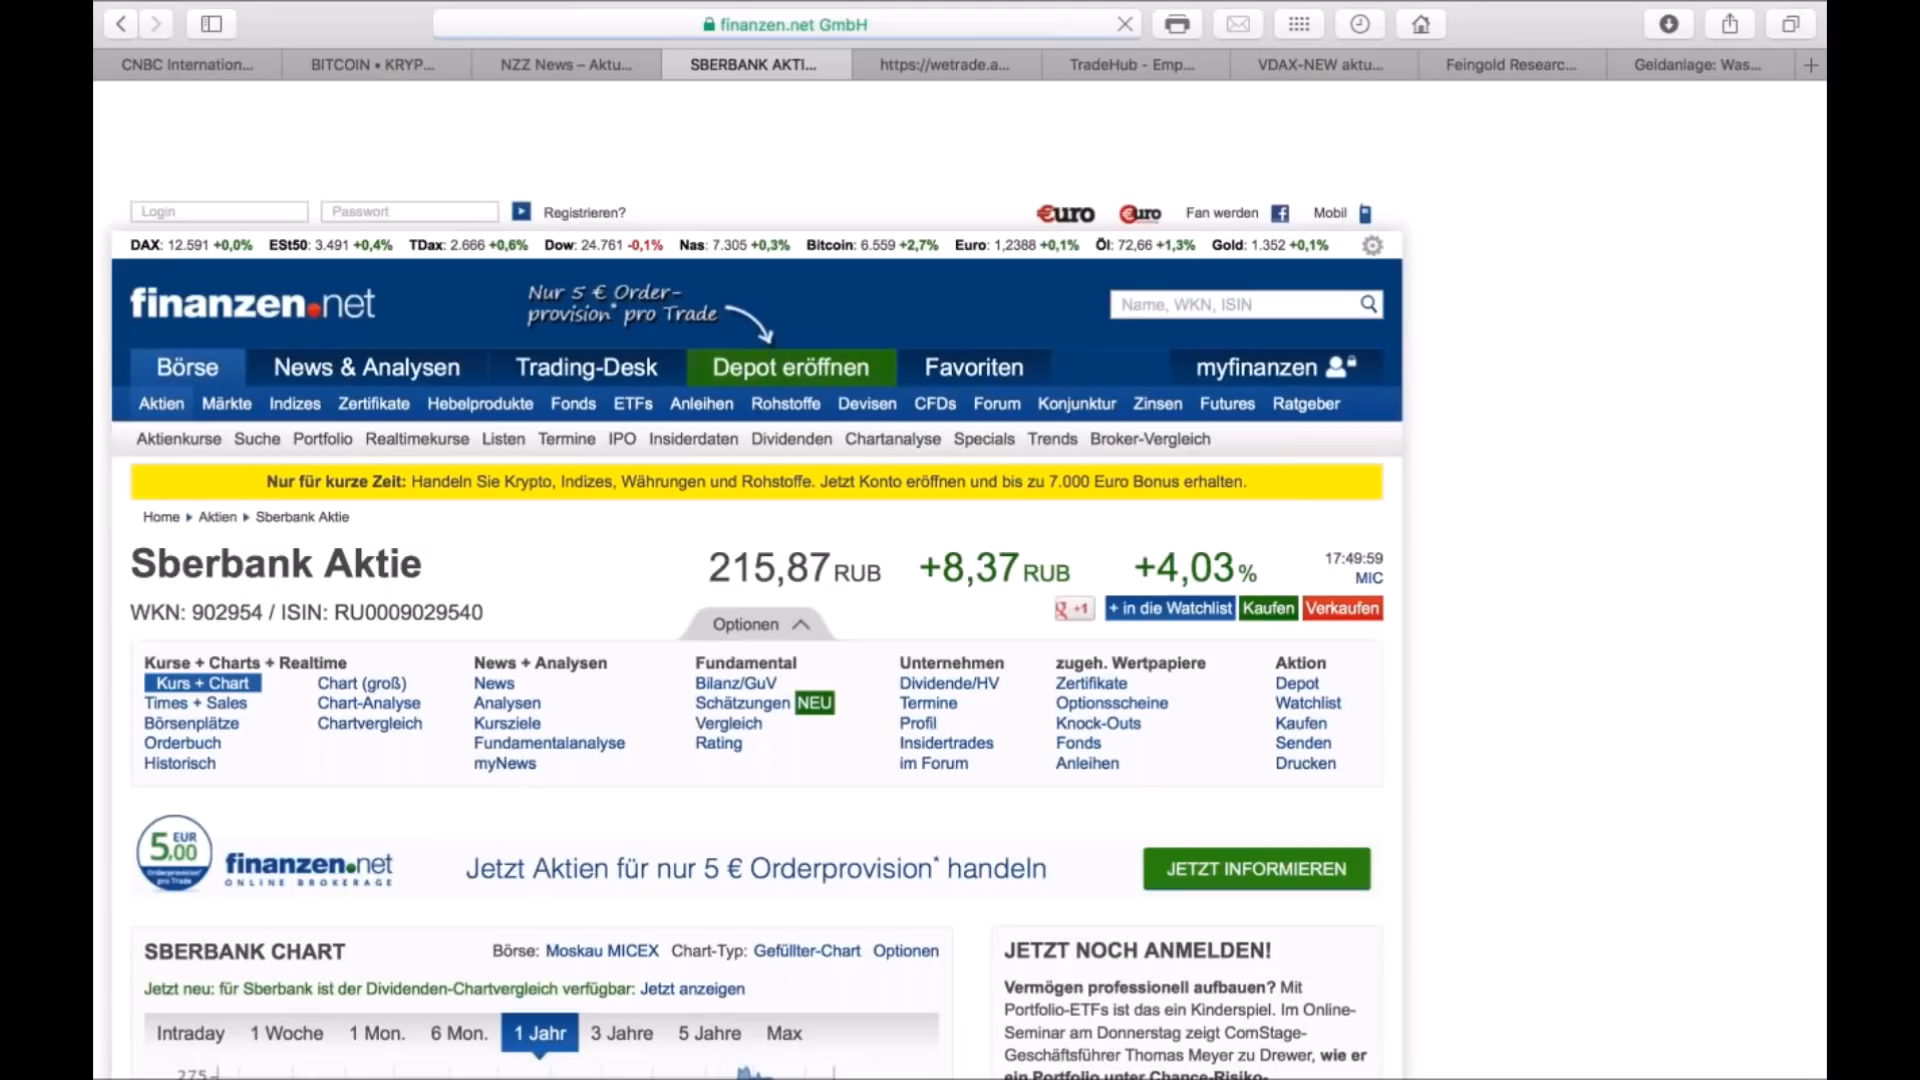 finanzen.net GmbH
CNBC Internation... BITCOIN • KRYP... NZZ News – Aktu... SBERBANK AKTI... https://wetrade.a... TradeHub - Emp... VDAX-NEW aktu... Feingold Researc... Geldanlage: Was...
Login Passwort Registrieren? €uro €uro Fan werden Mobil
DAX: 12.591 +0,0% ESt50: 3.491 +0,4% TDax: 2.666 +0,6% Dow: 24.761 -0,1% Nas: 7.305 +0,3% Bitcoin: 6.559 +2,7% Euro: 1,2388 +0,1% Öl: 72,66 +1,3% Gold: 1.352 +0,1%
Nur 5 € Order-
provision* pro Trade
finanzen.net
Name, WKN, ISIN
Börse News & Analysen Trading-Desk Depot eröffnen Favoriten myfinanzen
Aktien Märkte Indizes Zertifikate Hebelprodukte Fonds ETFs Anleihen Rohstoffe Devisen CFDs Forum Konjunktur Zinsen Futures Ratgeber
Aktienkurse Suche Portfolio Realtimekurse Listen Termine IPO Insiderdaten Dividenden Chartanalyse Specials Trends Broker-Vergleich
Nur für kurze Zeit: Handeln Sie Krypto, Indizes, Währungen und Rohstoffe. Jetzt Konto eröffnen und bis zu 7.000 Euro Bonus erhalten.
Home Aktien Sberbank Aktie
Sberbank Aktie 215,87 RUB +8,37 RUB +4,03 % 17:49:59
MIC
WKN: 902954 / ISIN: RU0009029540
g +1 + in die Watchlist Kaufen Verkaufen
Optionen
Kurse + Charts + Realtime News + Analysen Fundamental Unternehmen zugeh. Wertpapiere Aktion
Kurs + Chart Chart (groß) News Bilanz/GuV Dividende/HV Zertifikate Depot
Times + Sales Chart-Analyse Analysen Schätzungen NEU Termine Optionsscheine Watchlist
Börsenplätze Chartvergleich Kursziele Vergleich Profil Knock-Outs Kaufen
Orderbuch Fundamentalanalyse Rating Insidertrades Fonds Senden
Historisch myNews im Forum Anleihen Drucken
5,00 EUR
Orderprovision*
pro Trade
finanzen.net
ONLINE BROKERAGE
Jetzt Aktien für nur 5 € Orderprovision* handeln
JETZT INFORMIEREN
SBERBANK CHART Börse: Moskau MICEX Chart-Typ: Gefüllter-Chart Optionen
Jetzt neu: für Sberbank ist der Dividenden-Chartvergleich verfügbar: Jetzt anzeigen
Intraday 1 Woche 1 Mon. 6 Mon. 1 Jahr 3 Jahre 5 Jahre Max
275
JETZT NOCH ANMELDEN!
Vermögen professionell aufbauen? Mit
Portfolio-ETFs ist das ein Kinderspiel. Im Online-
Seminar am Donnerstag zeigt ComStage-
Geschäftsführer Thomas Meyer zu Drewer, wie er
ein Portfolio unter Chance-Risiko-